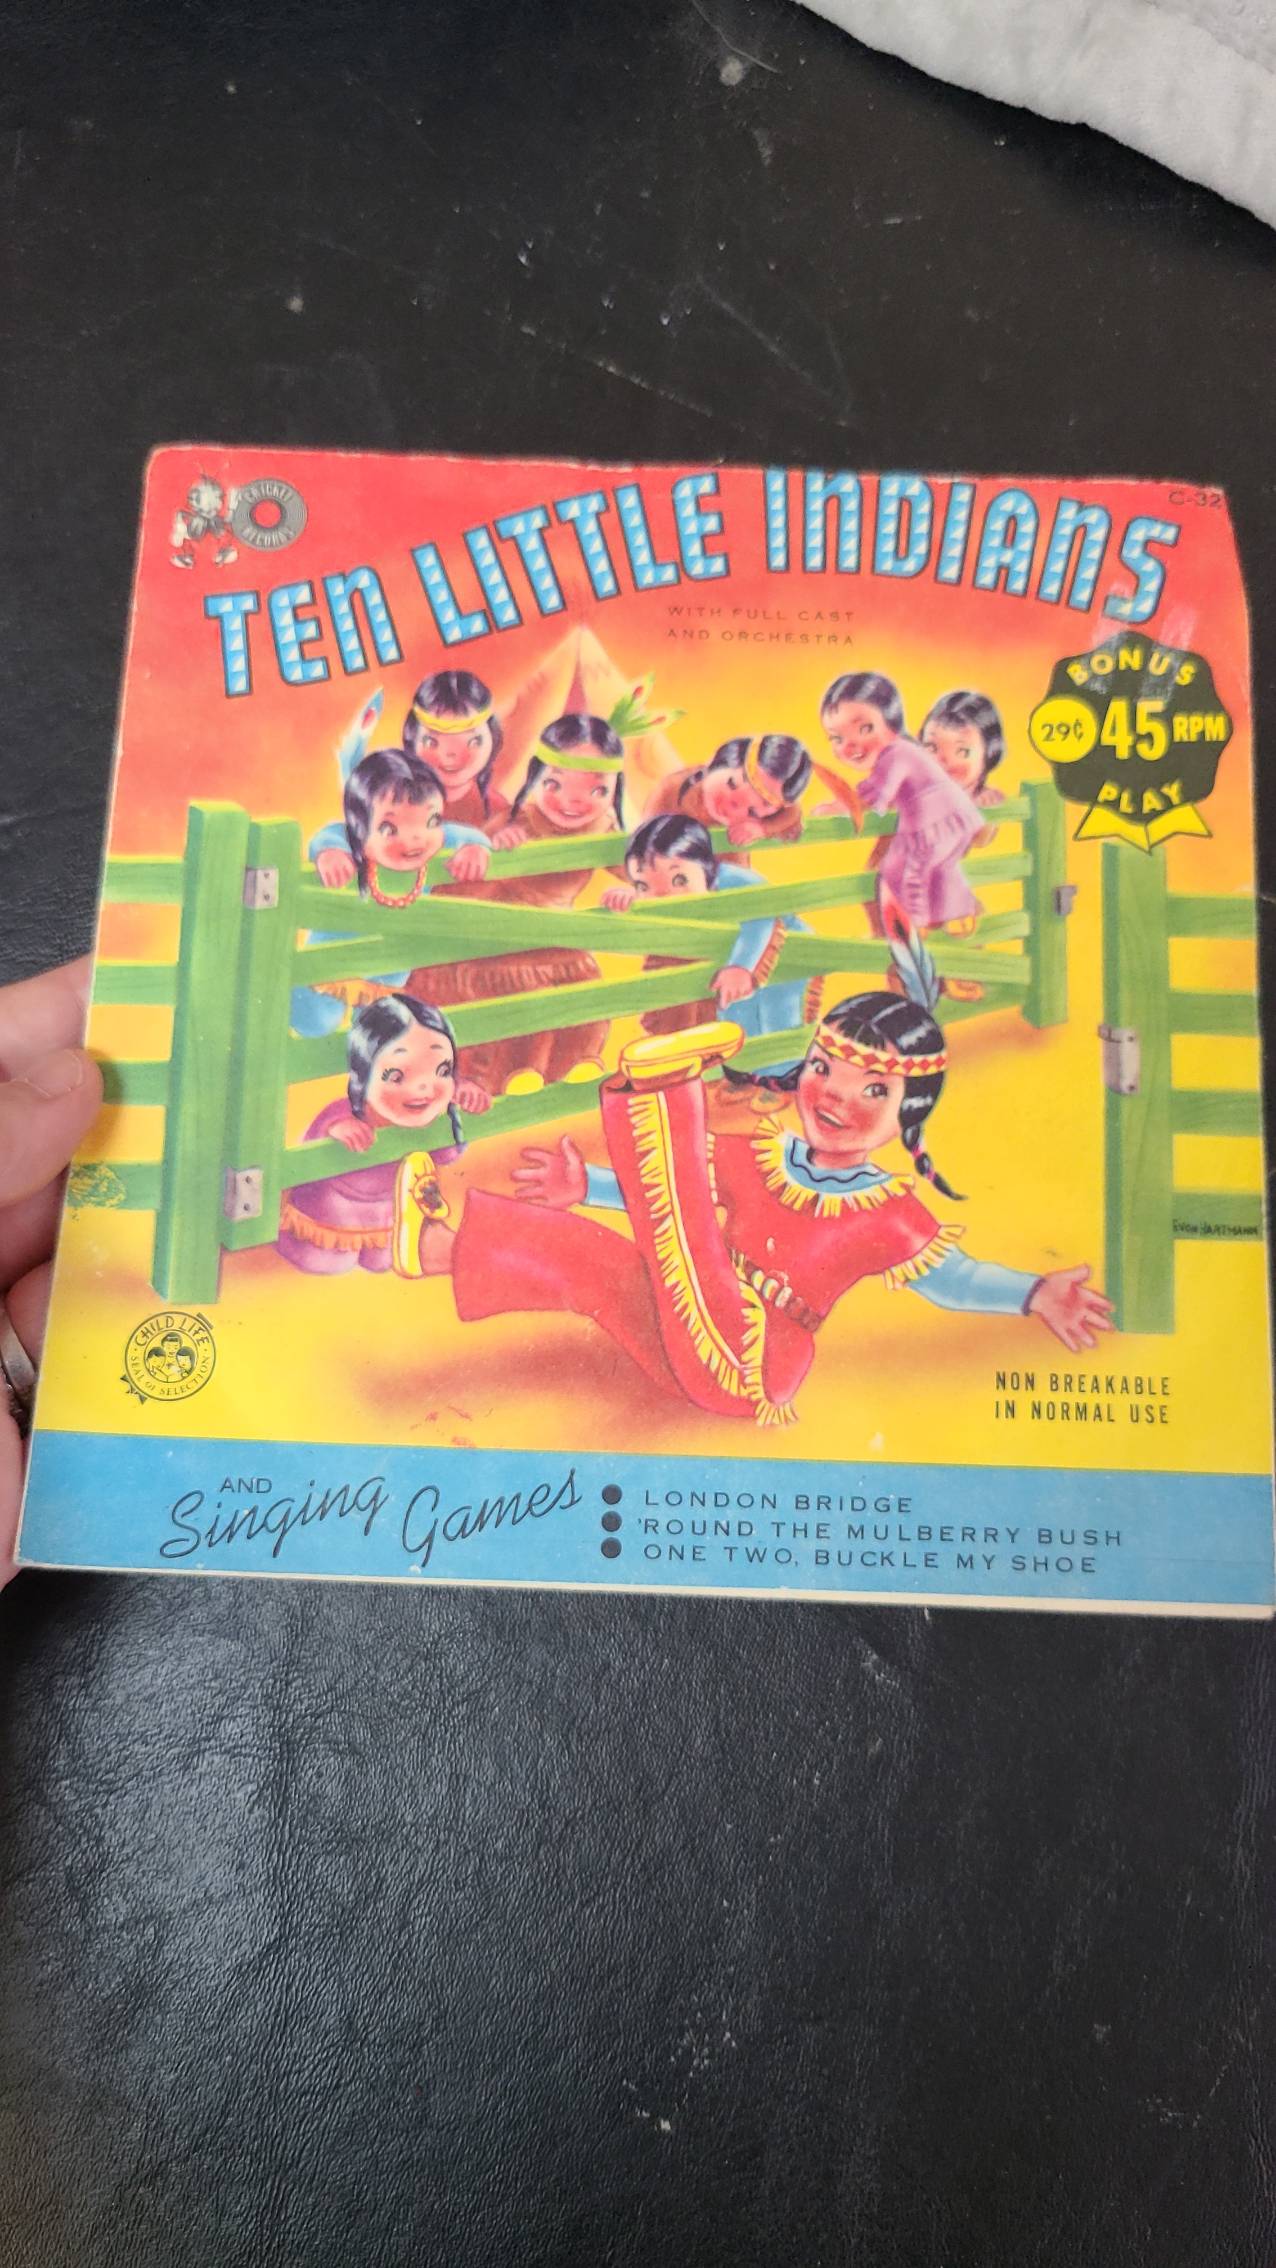 CRICKET
RECORDS
C-32
TEN LITTLE INDIANS
WITH FULL CAST
AND ORCHESTRA
BONUS
29¢ 45 RPM
PLAY
EVON HARTMANN
CHILD LIFE
SEAL OF SELECTION
NON BREAKABLE
IN NORMAL USE
AND
Singing Games
• LONDON BRIDGE
• 'ROUND THE MULBERRY BUSH
• ONE TWO, BUCKLE MY SHOE